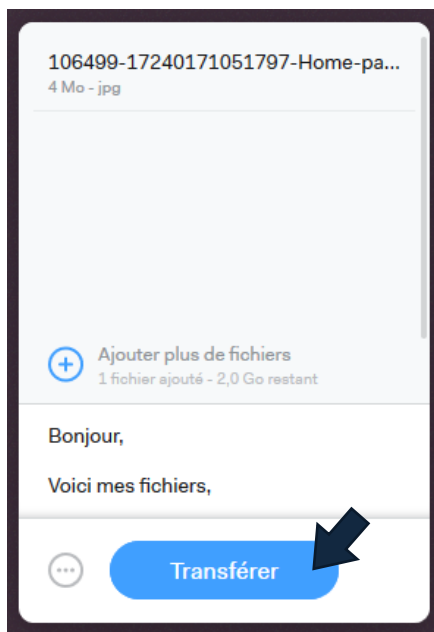 106499-17240171051797-Home-pa...
4 Mo - jpg
Ajouter plus de fichiers
1 fichier ajouté - 2,0 Go restant
Bonjour,
Voici mes fichiers,
Transférer